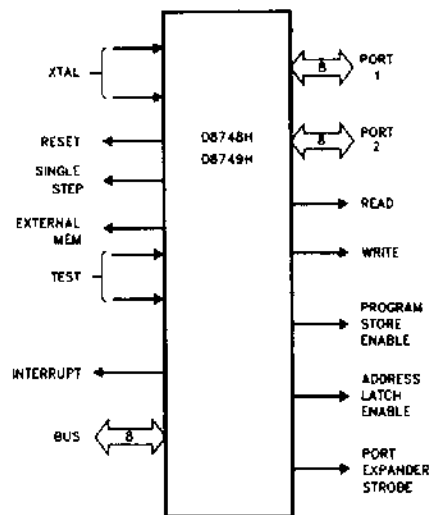 XTAL
RESET
SINGLE
STEP
EXTERNAL
MEM
TEST
INTERRUPT
BUS
8
D8748H
D8749H
8
PORT
1
8
PORT
2
READ
WRITE
PROGRAM
STORE
ENABLE
ADDRESS
LATCH
ENABLE
PORT
EXPANDER
STROBE